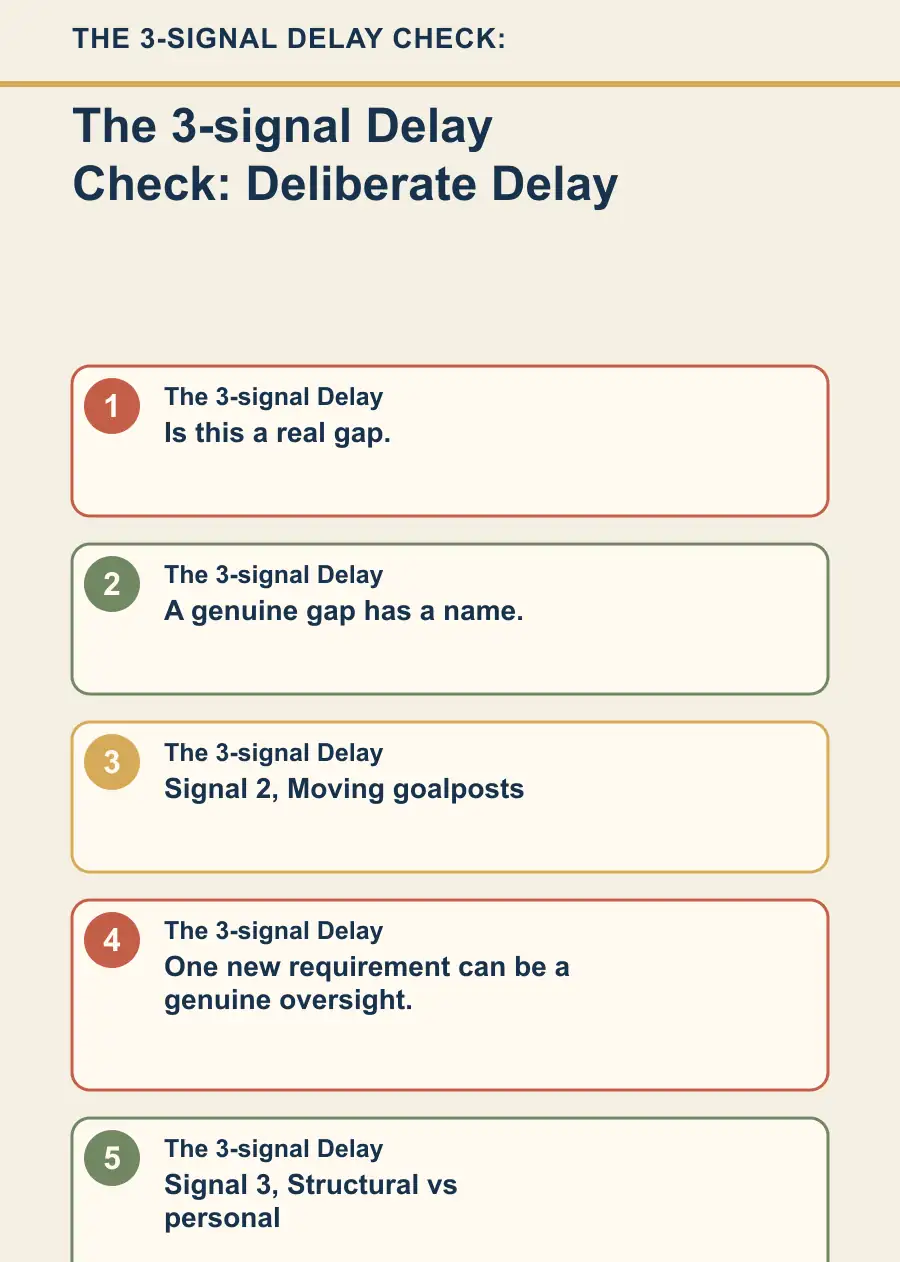 THE 3-SIGNAL DELAY CHECK:
The 3-signal Delay
Check: Deliberate Delay
1
The 3-signal Delay
Is this a real gap.
2
The 3-signal Delay
A genuine gap has a name.
3
The 3-signal Delay
Signal 2, Moving goalposts
4
The 3-signal Delay
One new requirement can be a
genuine oversight.
5
The 3-signal Delay
Signal 3, Structural vs
personal